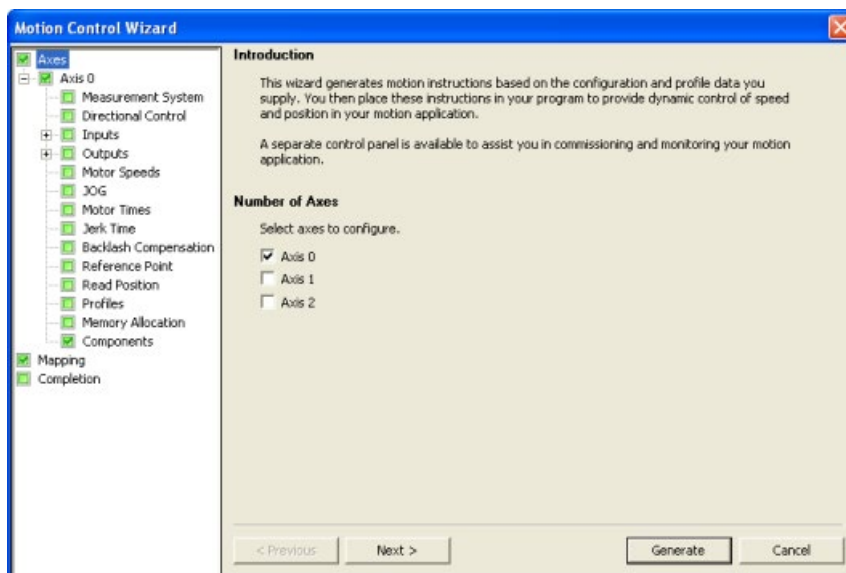 Motion Control Wizard
Axes
Axis 0
Measurement System
Directional Control
Inputs
Outputs
Motor Speeds
JOG
Motor Times
Jerk Time
Backlash Compensation
Reference Point
Read Position
Profiles
Memory Allocation
Components
Mapping
Completion
Introduction
This wizard generates motion instructions based on the configuration and profile data you
supply. You then place these instructions in your program to provide dynamic control of speed
and position in your motion application.
A separate control panel is available to assist you in commissioning and monitoring your motion
application.
Number of Axes
Select axes to configure.
Axis 0
Axis 1
Axis 2
< Previous
Next >
Generate
Cancel